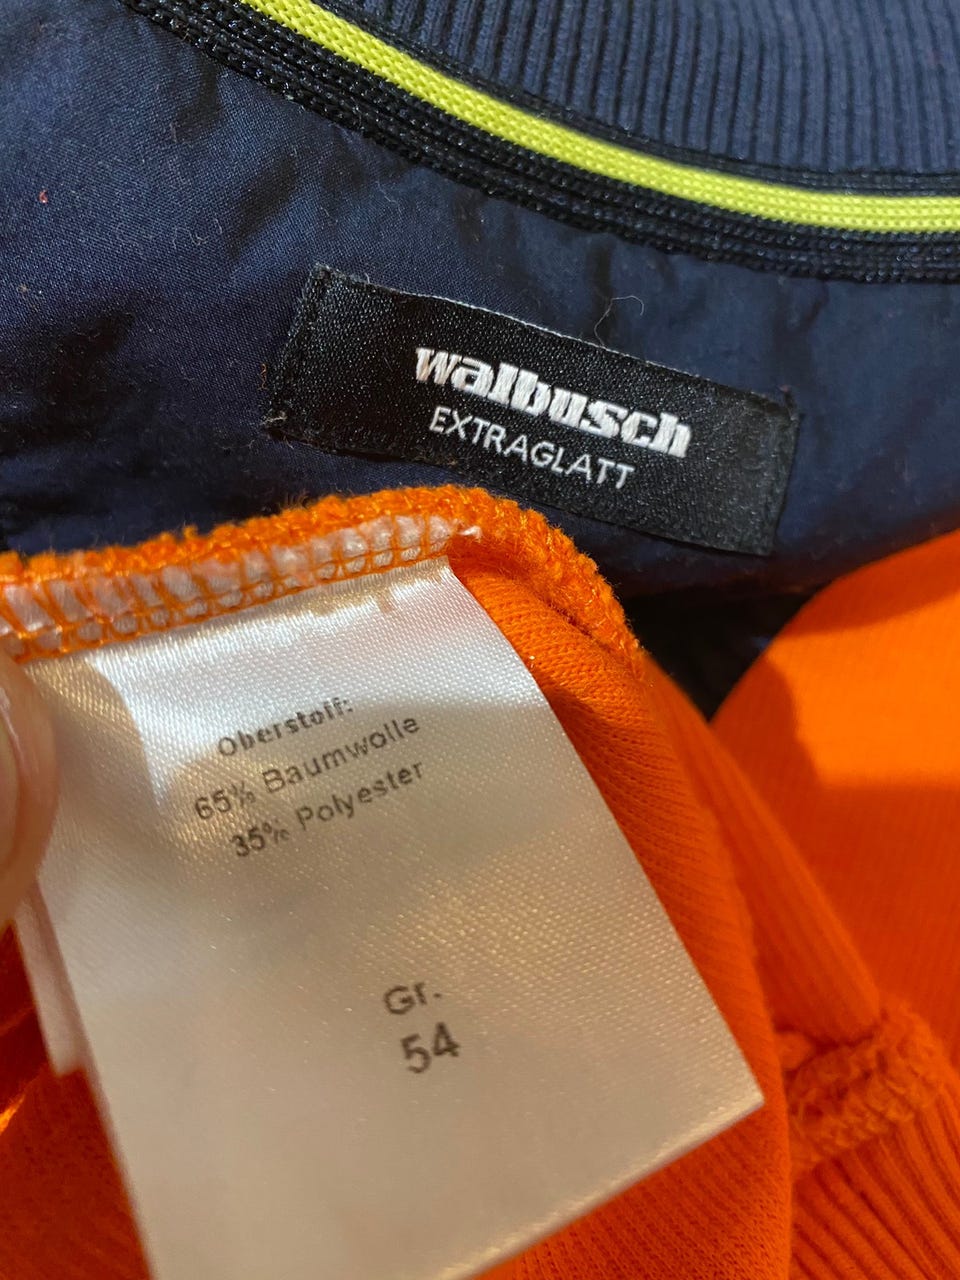 walbusch
EXTRAGLATT
Oberstoff:
65% Baumwolle
35% Polyester
Gr.
54